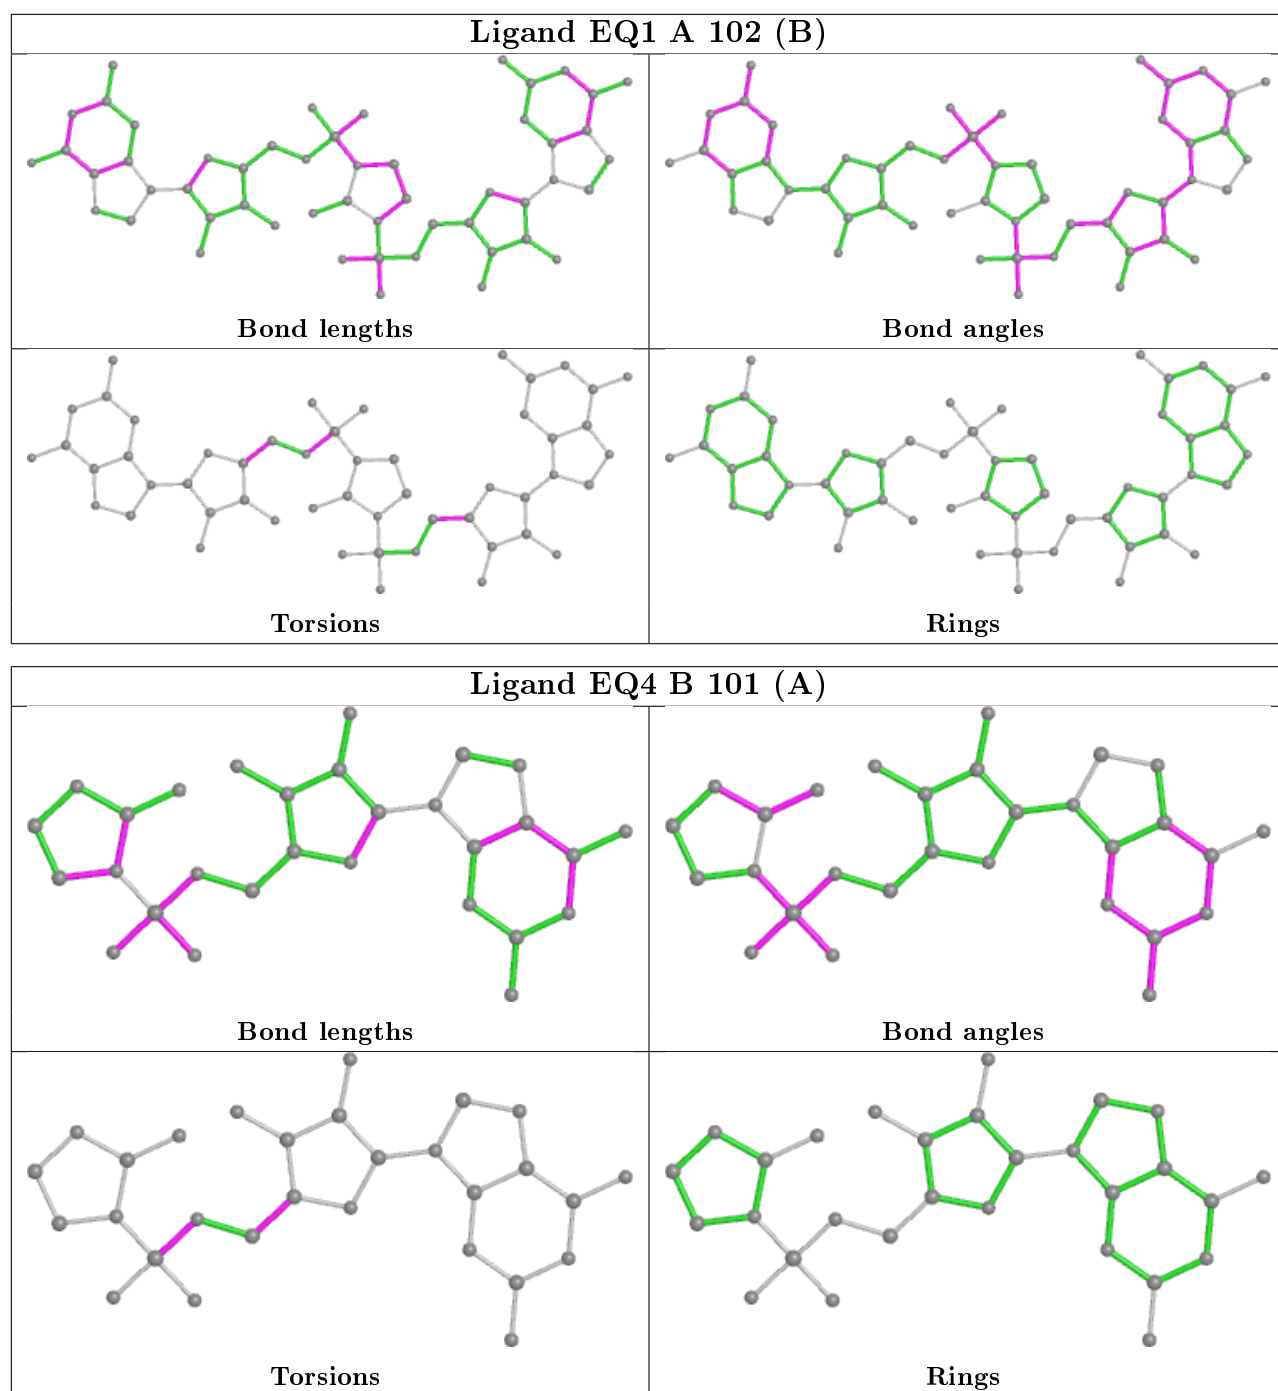 Ligand EQ1 A 102 (B)
Bond lengths
Bond angles
Torsions
Rings
Ligand EQ4 B 101 (A)
Bond lengths
Bond angles
Torsions
Rings